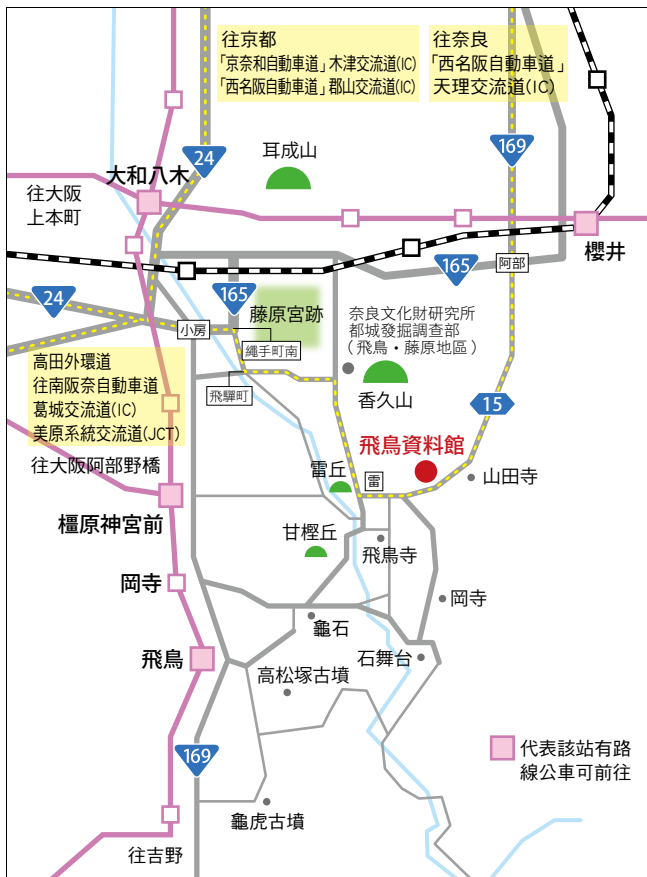 往京都
「京奈和自動車道」木津交流道(IC)
「西名阪自動車道」郡山交流道(IC)
往奈良
「西名阪自動車道」
天理交流道(IC)
24
169
耳成山
大和八木
往大阪
上本町
櫻井
阿部
165
24
165
藤原宮跡
小房
繩手町南
奈良文化財研究所
都城發掘調查部
（飛鳥・藤原地區）
高田外環道
往南阪奈自動車道
葛城交流道(IC)
美原系統交流道(JCT)
飛驒町
香久山
15
飛鳥資料館
往大阪阿部野橋
雷丘
雷
山田寺
橿原神宮前
甘樫丘
飛鳥寺
岡寺
岡寺
龜石
飛鳥
石舞台
高松塚古墳
169
代表該站有路
線公車可前往
龜虎古墳
往吉野